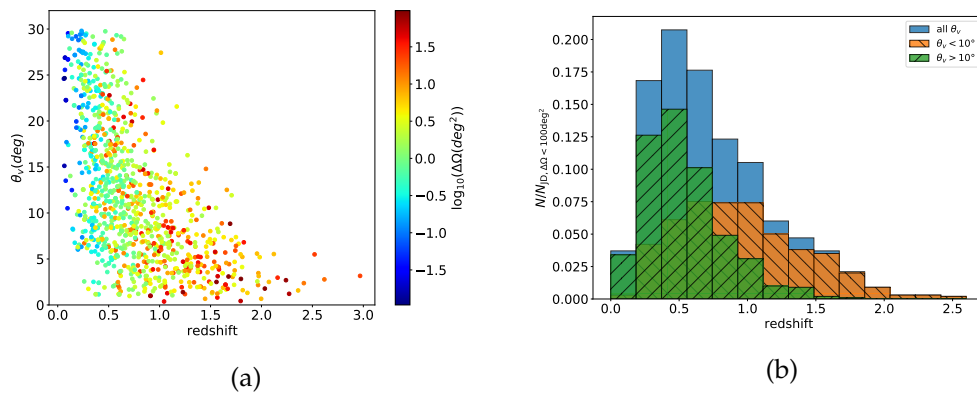 30
25
20
15
10
5
0
θᵥ(deg)
0.0 0.5 1.0 1.5 2.0 2.5 3.0
redshift
1.5
1.0
0.5
0.0
−0.5
−1.0
−1.5
log₁₀(ΔΩ(deg²))
(a)
0.200
0.175
0.150
0.125
0.100
0.075
0.050
0.025
0.000
N/N_JD, ΔΩ<100deg²
0.0 0.5 1.0 1.5 2.0 2.5
redshift
all θᵥ
θᵥ < 10°
θᵥ > 10°
(b)